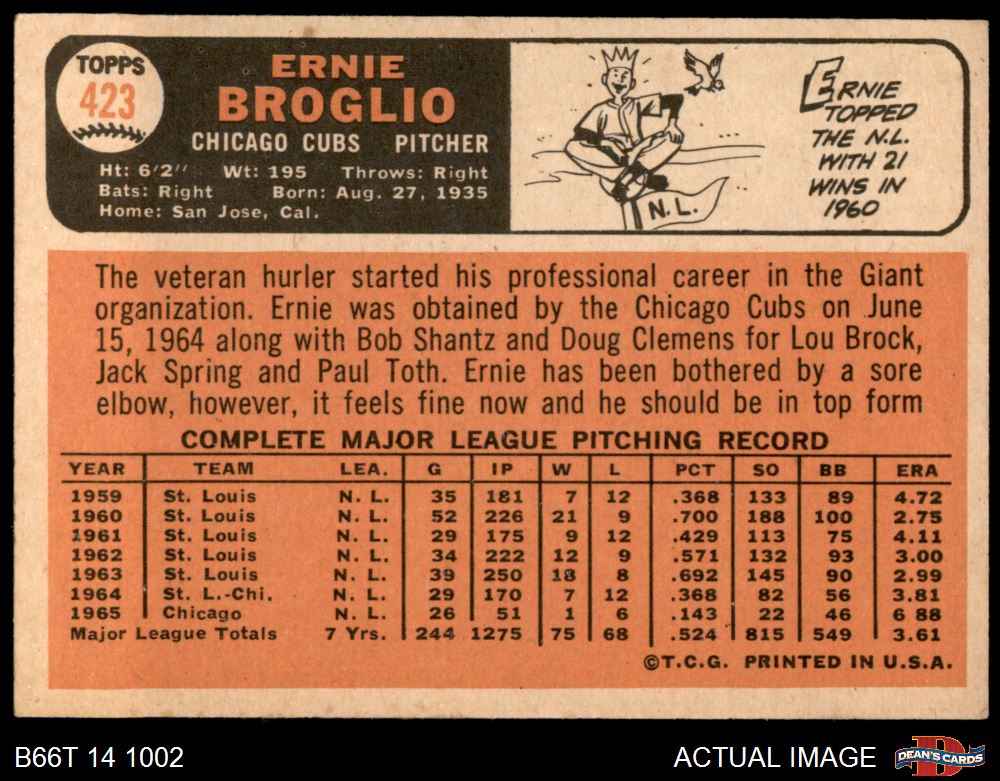 TOPPS
423
ERNIE
BROGLIO
CHICAGO CUBS PITCHER
Ht: 6'2" Wt: 195 Throws: Right
Bats: Right Born: Aug. 27, 1935
Home: San Jose, Cal.
N.L.
ERNIE
TOPPED
THE N.L.
WITH 21
WINS IN
1960
The veteran hurler started his professional career in the Giant
organization. Ernie was obtained by the Chicago Cubs on June
15, 1964 along with Bob Shantz and Doug Clemens for Lou Brock,
Jack Spring and Paul Toth. Ernie has been bothered by a sore
elbow, however, it feels fine now and he should be in top form
COMPLETE MAJOR LEAGUE PITCHING RECORD
YEAR TEAM LEA. G IP W L PCT SO BB ERA
1959 St. Louis N. L. 35 181 7 12 .368 133 89 4.72
1960 St. Louis N. L. 52 226 21 9 .700 188 100 2.75
1961 St. Louis N. L. 29 175 9 12 .429 113 75 4.11
1962 St. Louis N. L. 34 222 12 9 .571 132 93 3.00
1963 St. Louis N. L. 39 250 18 8 .692 145 90 2.99
1964 St. L.-Chi. N. L. 29 170 7 12 .368 82 56 3.81
1965 Chicago N. L. 26 51 1 6 .143 22 46 6 88
Major League Totals 7 Yrs. 244 1275 75 68 .524 815 549 3.61
©T.C.G. PRINTED IN U.S.A.
B66T 14 1002
ACTUAL IMAGE
D
DEAN'S CARDS